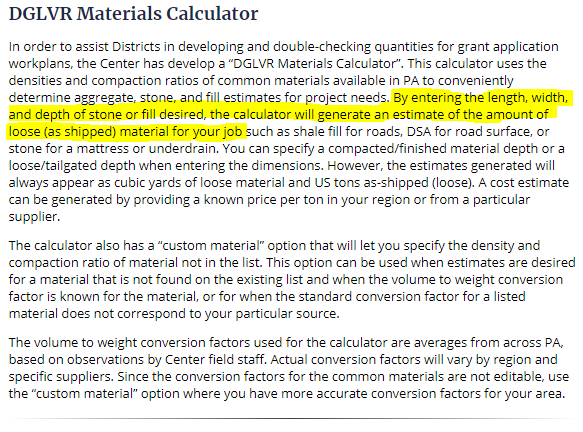 DGLVR Materials Calculator
In order to assist Districts in developing and double-checking quantities for grant application
workplans, the Center has develop a “DGLVR Materials Calculator”. This calculator uses the
densities and compaction ratios of common materials available in PA to conveniently
determine aggregate, stone, and fill estimates for project needs. By entering the length, width,
and depth of stone or fill desired, the calculator will generate an estimate of the amount of
loose (as shipped) material for your job such as shale fill for roads, DSA for road surface, or
stone for a mattress or underdrain. You can specify a compacted/finished material depth or a
loose/tailgated depth when entering the dimensions. However, the estimates generated will
always appear as cubic yards of loose material and US tons as-shipped (loose). A cost estimate
can be generated by providing a known price per ton in your region or from a particular
supplier.
The calculator also has a “custom material” option that will let you specify the density and
compaction ratio of material not in the list. This option can be used when estimates are desired
for a material that is not found on the existing list and when the volume to weight conversion
factor is known for the material, or for when the standard conversion factor for a listed
material does not correspond to your particular source.
The volume to weight conversion factors used for the calculator are averages from across PA,
based on observations by Center field staff. Actual conversion factors will vary by region and
specific suppliers. Since the conversion factors for the common materials are not editable, use
the “custom material” option where you have more accurate conversion factors for your area.